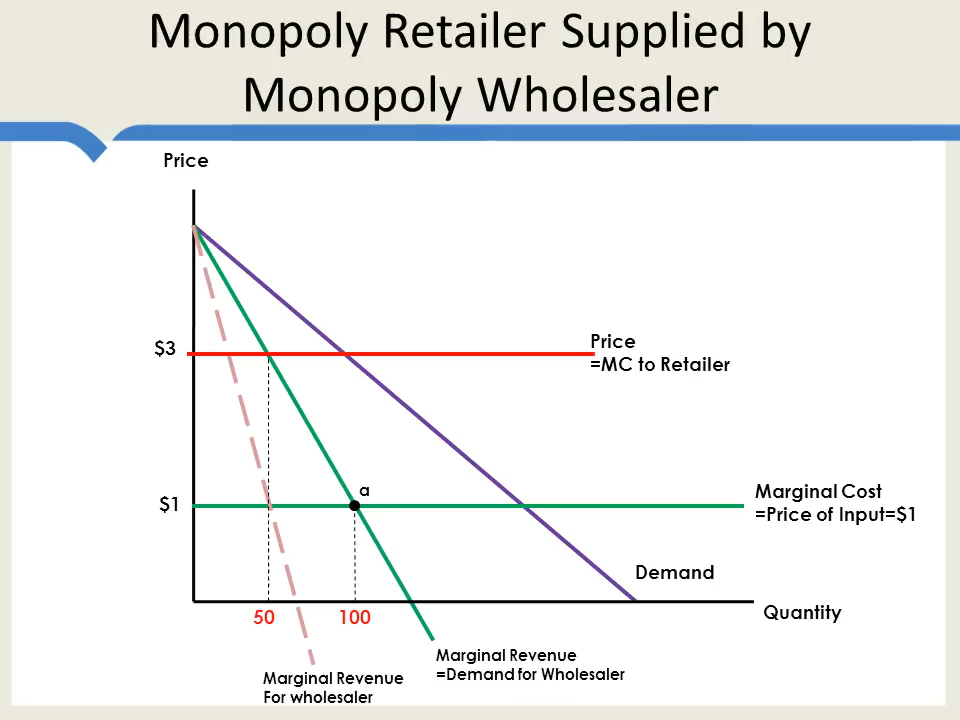 Monopoly Retailer Supplied by
Monopoly Wholesaler
Price
$3
Price
=MC to Retailer
a
$1
Marginal Cost
=Price of Input=$1
Demand
50
100
Quantity
Marginal Revenue
=Demand for Wholesaler
Marginal Revenue
For wholesaler